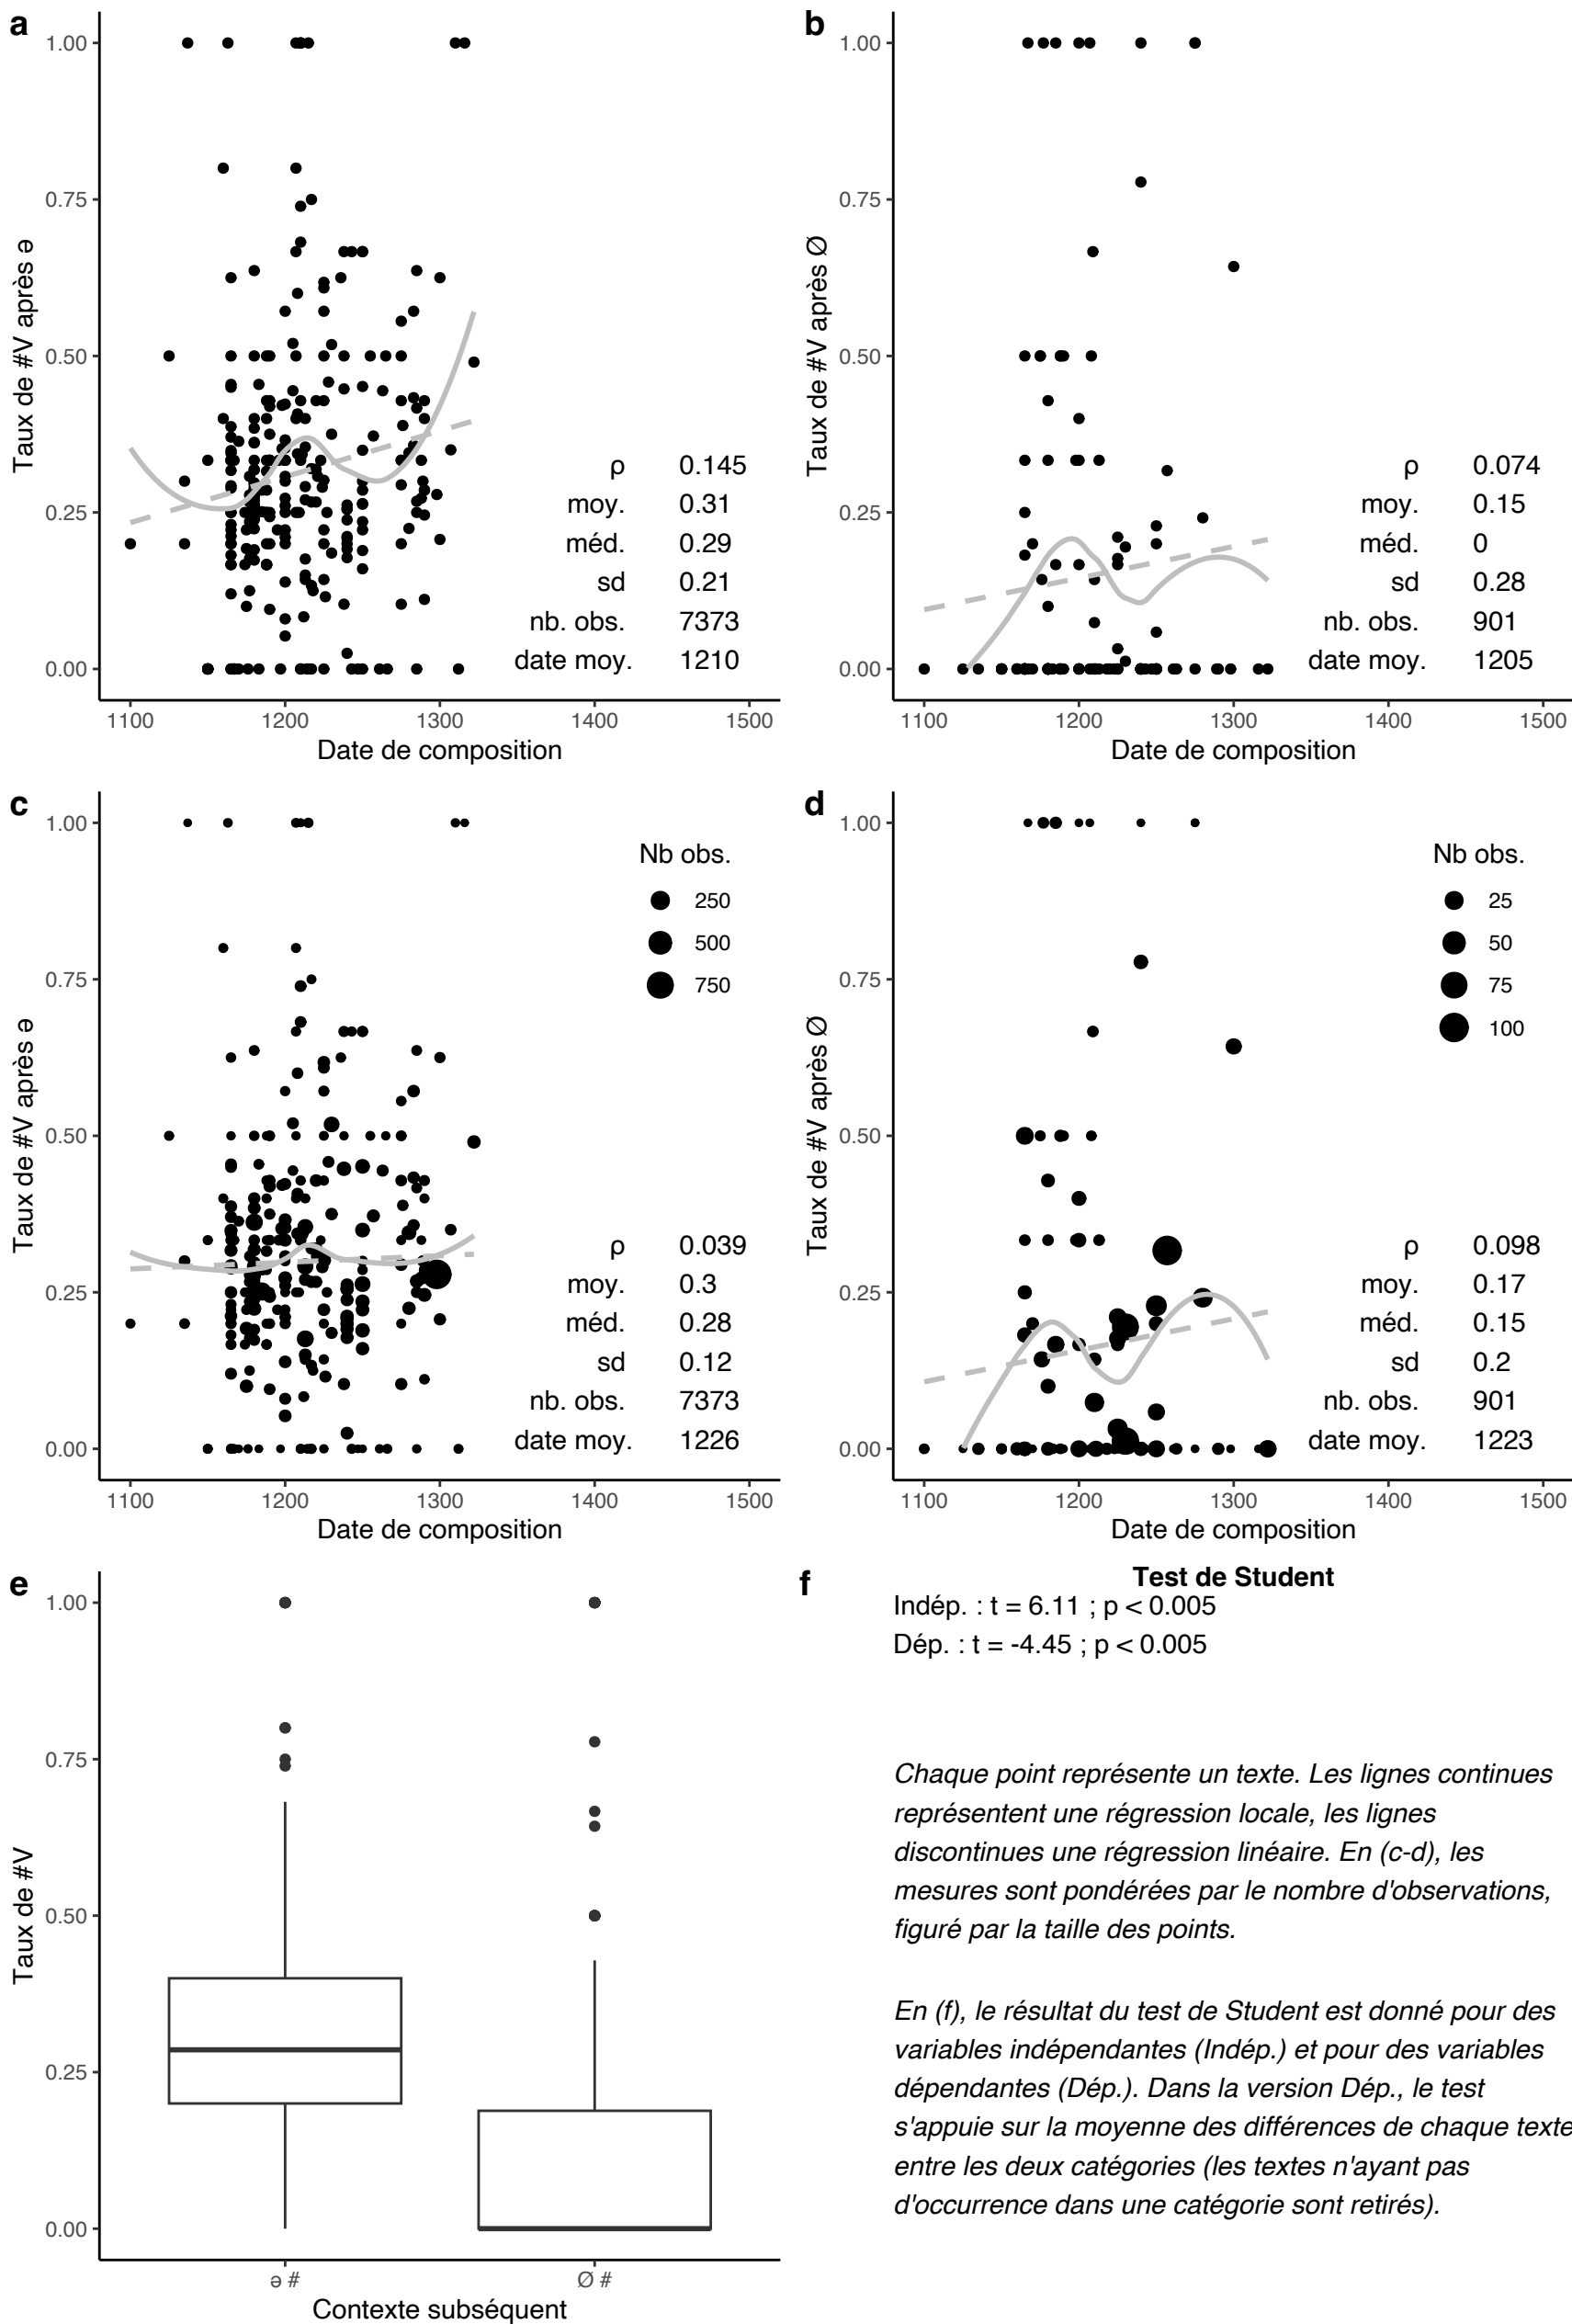 a
Taux de #V après ə
1.00
0.75
0.50
0.25
0.00
ρ 0.145
moy. 0.31
méd. 0.29
sd 0.21
nb. obs. 7373
date moy. 1210
1100 1200 1300 1400 1500
Date de composition
b
Taux de #V après Ø
1.00
0.75
0.50
0.25
0.00
ρ 0.074
moy. 0.15
méd. 0
sd 0.28
nb. obs. 901
date moy. 1205
1100 1200 1300 1400 1500
Date de composition
c
Taux de #V après ə
1.00
0.75
0.50
0.25
0.00
Nb obs.
250
500
750
ρ 0.039
moy. 0.3
méd. 0.28
sd 0.12
nb. obs. 7373
date moy. 1226
1100 1200 1300 1400 1500
Date de composition
d
Taux de #V après Ø
1.00
0.75
0.50
0.25
0.00
Nb obs.
25
50
75
100
ρ 0.098
moy. 0.17
méd. 0.15
sd 0.2
nb. obs. 901
date moy. 1223
1100 1200 1300 1400 1500
Date de composition
e
Taux de #V
1.00
0.75
0.50
0.25
0.00
ə # Ø #
Contexte subséquent
f
Test de Student
Indép. : t = 6.11 ; p < 0.005
Dép. : t = -4.45 ; p < 0.005
Chaque point représente un texte. Les lignes continues
représentent une régression locale, les lignes
discontinues une régression linéaire. En (c-d), les
mesures sont pondérées par le nombre d'observations,
figuré par la taille des points.
En (f), le résultat du test de Student est donné pour des
variables indépendantes (Indép.) et pour des variables
dépendantes (Dép.). Dans la version Dép., le test
s'appuie sur la moyenne des différences de chaque texte
entre les deux catégories (les textes n'ayant pas
d'occurrence dans une catégorie sont retirés).